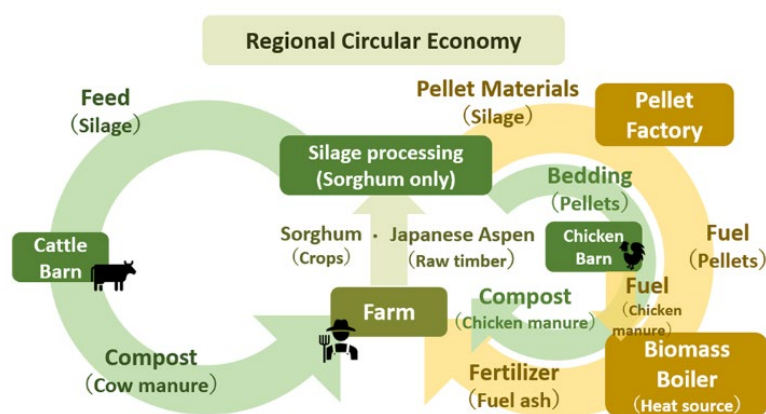 Regional Circular Economy
Feed
(Silage)
Pellet Materials
(Silage)
Pellet
Factory
Silage processing
(Sorghum only)
Bedding
(Pellets)
Sorghum ・ Japanese Aspen
(Crops) (Raw timber)
Chicken
Barn
Cattle
Barn
Fuel
(Pellets)
Fuel
(Chicken
manure)
Farm
Compost
(Chicken manure)
Compost
(Cow manure)
Fertilizer
(Fuel ash)
Biomass
Boiler
(Heat source)